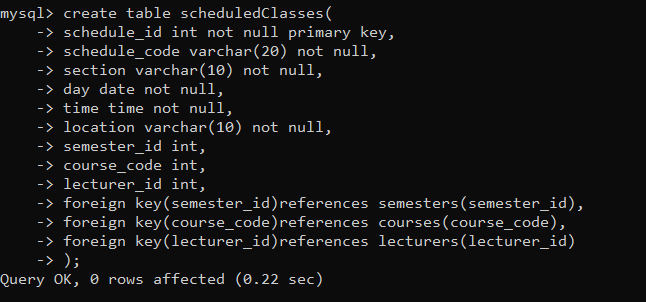 mysql> create table scheduledClasses(
    -> schedule_id int not null primary key,
    -> schedule_code varchar(20) not null,
    -> section varchar(10) not null,
    -> day date not null,
    -> time time not null,
    -> location varchar(10) not null,
    -> semester_id int,
    -> course_code int,
    -> lecturer_id int,
    -> foreign key(semester_id)references semesters(semester_id),
    -> foreign key(course_code)references courses(course_code),
    -> foreign key(lecturer_id)references lecturers(lecturer_id)
    -> );
Query OK, 0 rows affected (0.22 sec)